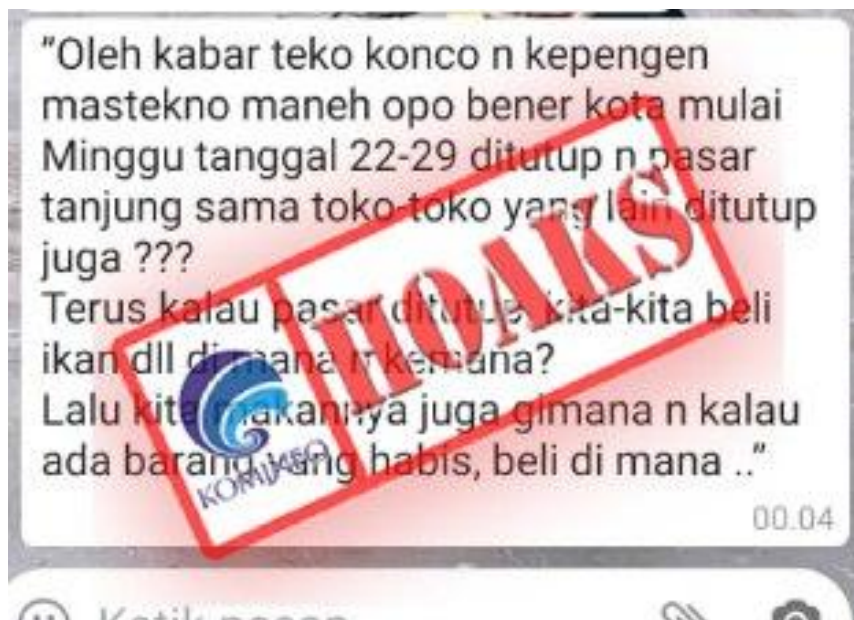 "Oleh kabar teko konco n kepengen
mastekno maneh opo bener kota mulai
Minggu tanggal 22-29 ditutup n pasar
tanjung sama toko-toko yang lain ditutup
juga ???
Terus kalau pasar ditutup, kita-kita beli
ikan dll di mana n kemana?
Lalu kita makannya juga gimana n kalau
ada barang yang habis, beli di mana .."
00.04
HOAKS
KOMINFO
Ketik pesan